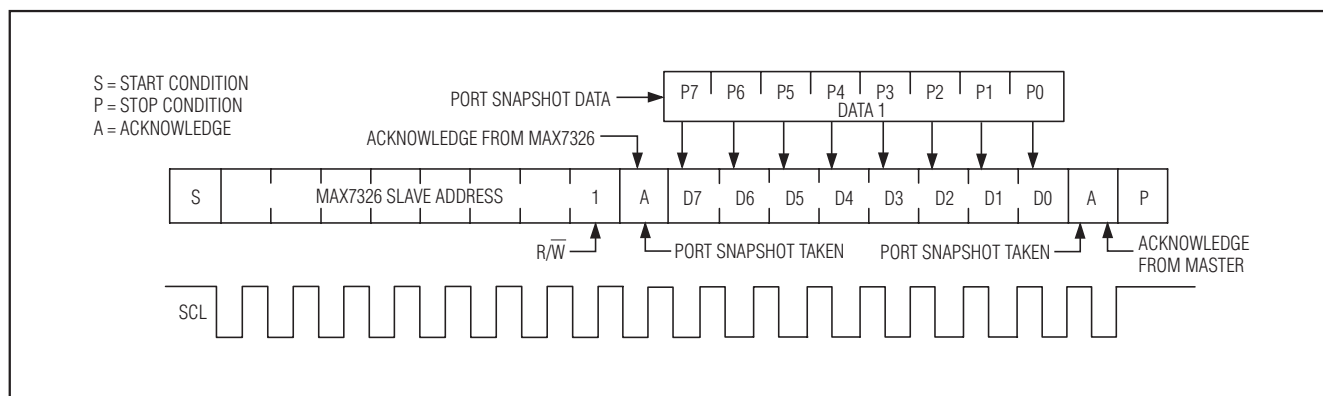 S = START CONDITION
P = STOP CONDITION
A = ACKNOWLEDGE
PORT SNAPSHOT DATA
P7 P6 P5 P4 P3 P2 P1 P0
DATA 1
ACKNOWLEDGE FROM MAX7326
S MAX7326 SLAVE ADDRESS 1 A D7 D6 D5 D4 D3 D2 D1 D0 A P
R/W̅ PORT SNAPSHOT TAKEN PORT SNAPSHOT TAKEN ACKNOWLEDGE
FROM MASTER
SCL